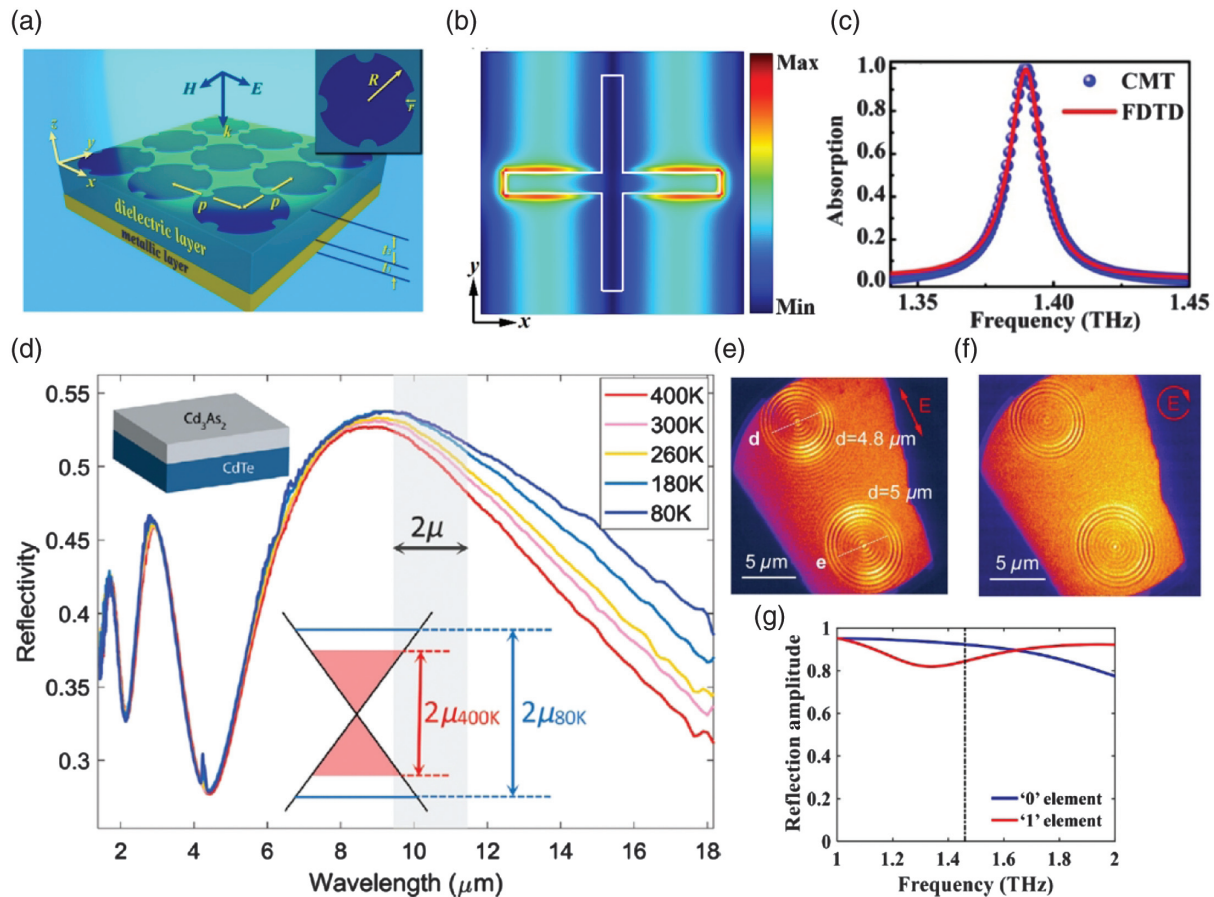 (a)
H
E
k
R
r
z
y
x
p
p
dielectric layer
metallic layer
(b)
y
x
Max
Min
(c)
Absorption
1.0
0.8
0.6
0.4
0.2
0.0
CMT
FDTD
1.35
1.40
1.45
Frequency (THz)
(d)
Reflectivity
0.55
0.5
0.45
0.4
0.35
0.3
Cd3As2
CdTe
400K
300K
260K
180K
80K
2μ
2μ400K
2μ80K
2 4 6 8 10 12 14 16 18
Wavelength (μm)
(e)
E
d
d=4.8 μm
d=5 μm
e
5 μm
(f)
E
5 μm
(g)
Reflection amplitude
1
0.8
0.6
0.4
0.2
0
'0' element
'1' element
1 1.2 1.4 1.6 1.8 2
Frequency (THz)